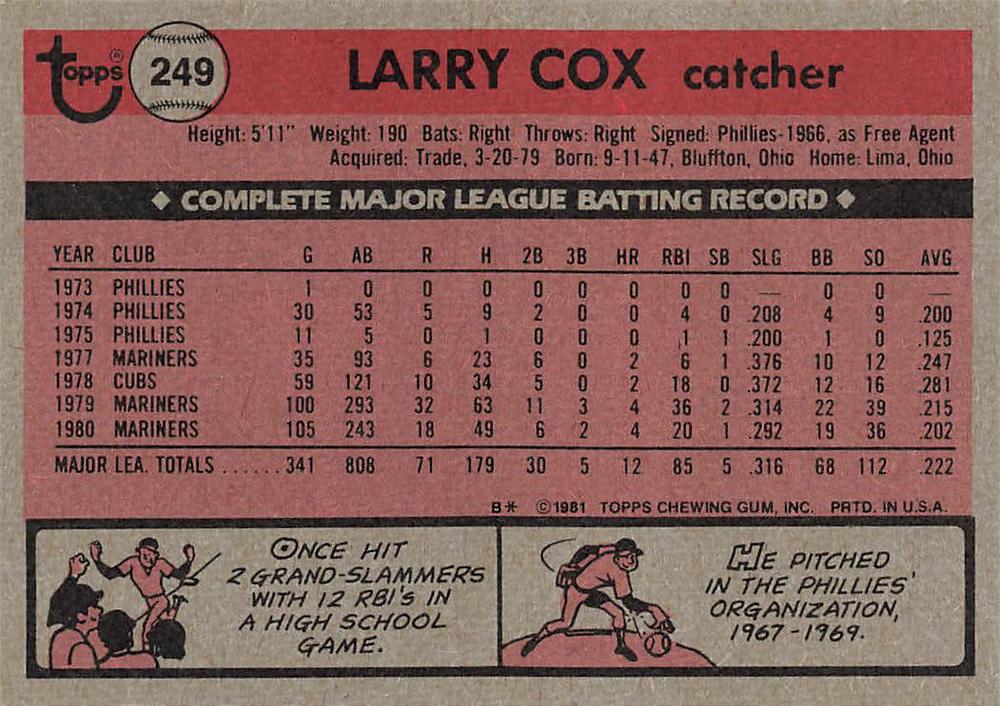 topps® 249 LARRY COX catcher
Height: 5'11" Weight: 190 Bats: Right Throws: Right Signed: Phillies-1966, as Free Agent
Acquired: Trade, 3-20-79 Born: 9-11-47, Bluffton, Ohio Home: Lima, Ohio
◆ COMPLETE MAJOR LEAGUE BATTING RECORD ◆
YEAR CLUB G AB R H 2B 3B HR RBI SB SLG BB SO AVG
1973 PHILLIES 1 0 0 0 0 0 0 0 0 — 0 0 —
1974 PHILLIES 30 53 5 9 2 0 0 4 0 .208 4 9 .200
1975 PHILLIES 11 5 0 1 0 0 0 1 1 .200 1 0 .125
1977 MARINERS 35 93 6 23 6 0 2 6 1 .376 10 12 .247
1978 CUBS 59 121 10 34 5 0 2 18 0 .372 12 16 .281
1979 MARINERS 100 293 32 63 11 3 4 36 2 .314 22 39 .215
1980 MARINERS 105 243 18 49 6 2 4 20 1 .292 19 36 .202
MAJOR LEA. TOTALS ......341 808 71 179 30 5 12 85 5 .316 68 112 .222
B* ©1981 TOPPS CHEWING GUM, INC. PRTD. IN U.S.A.
ONCE HIT
2 GRAND-SLAMMERS
WITH 12 RBI'S IN
A HIGH SCHOOL
GAME.
HE PITCHED
IN THE PHILLIES'
ORGANIZATION,
1967-1969.